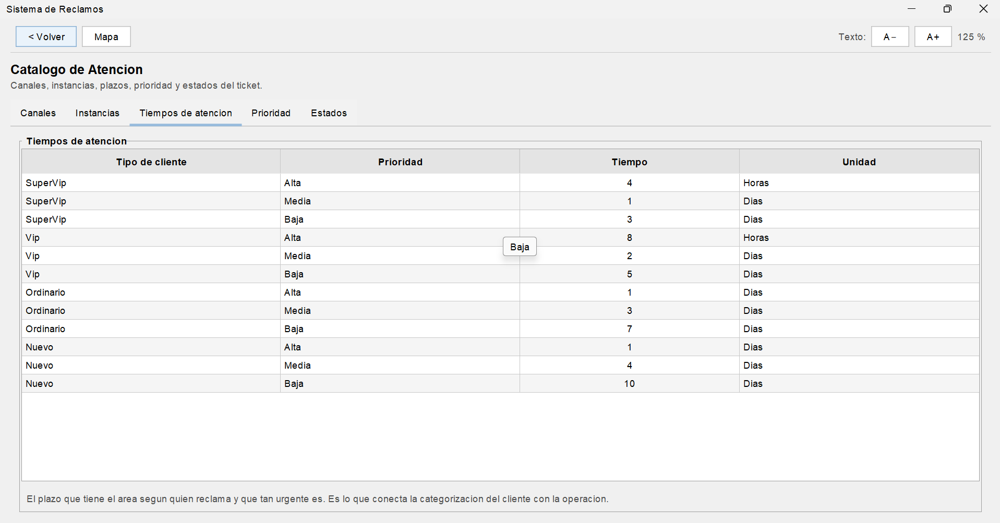 Sistema de Reclamos
< Volver Mapa Texto: A− A+ 125 %
Catalogo de Atencion
Canales, instancias, plazos, prioridad y estados del ticket.
Canales Instancias Tiempos de atencion Prioridad Estados
Tiempos de atencion
Tipo de cliente Prioridad Tiempo Unidad
SuperVip Alta 4 Horas
SuperVip Media 1 Dias
SuperVip Baja 3 Dias
Vip Alta 8 Horas
Baja
Vip Media 2 Dias
Vip Baja 5 Dias
Ordinario Alta 1 Dias
Ordinario Media 3 Dias
Ordinario Baja 7 Dias
Nuevo Alta 1 Dias
Nuevo Media 4 Dias
Nuevo Baja 10 Dias
El plazo que tiene el area segun quien reclama y que tan urgente es. Es lo que conecta la categorizacion del cliente con la operacion.